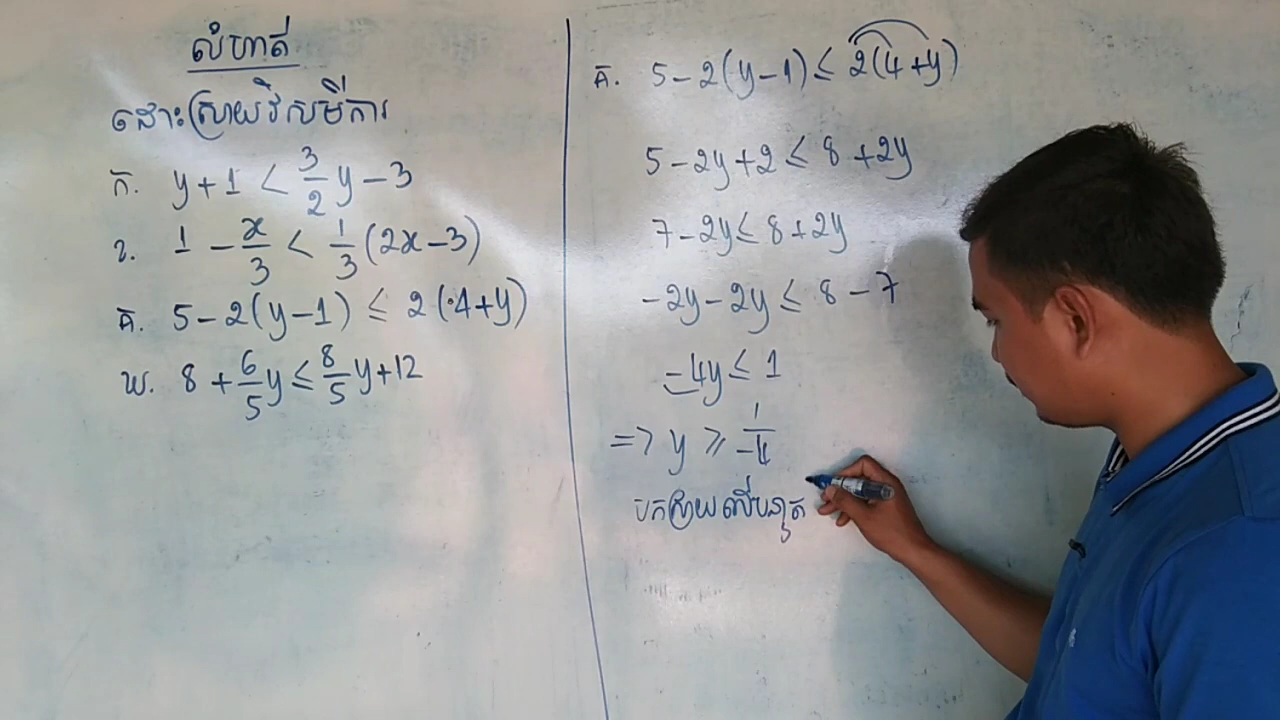 លំហាត់
ដោះស្រាយវិសមីការ
ក. y + 1 < 3/2 y − 3
ខ. 1 − x/3 < 1/3 (2x − 3)
គ. 5 − 2(y − 1) ≤ 2(4 + y)
ឃ. 8 + 6/5 y ≤ 8/5 y + 12
គ. 5 − 2(y − 1) ≤ 2(4 + y)
5 − 2y + 2 ≤ 8 + 2y
7 − 2y ≤ 8 + 2y
−2y − 2y ≤ 8 − 7
−4y ≤ 1
=> y ≥ 1/−4
បកស្រាយលើបន្ទាត